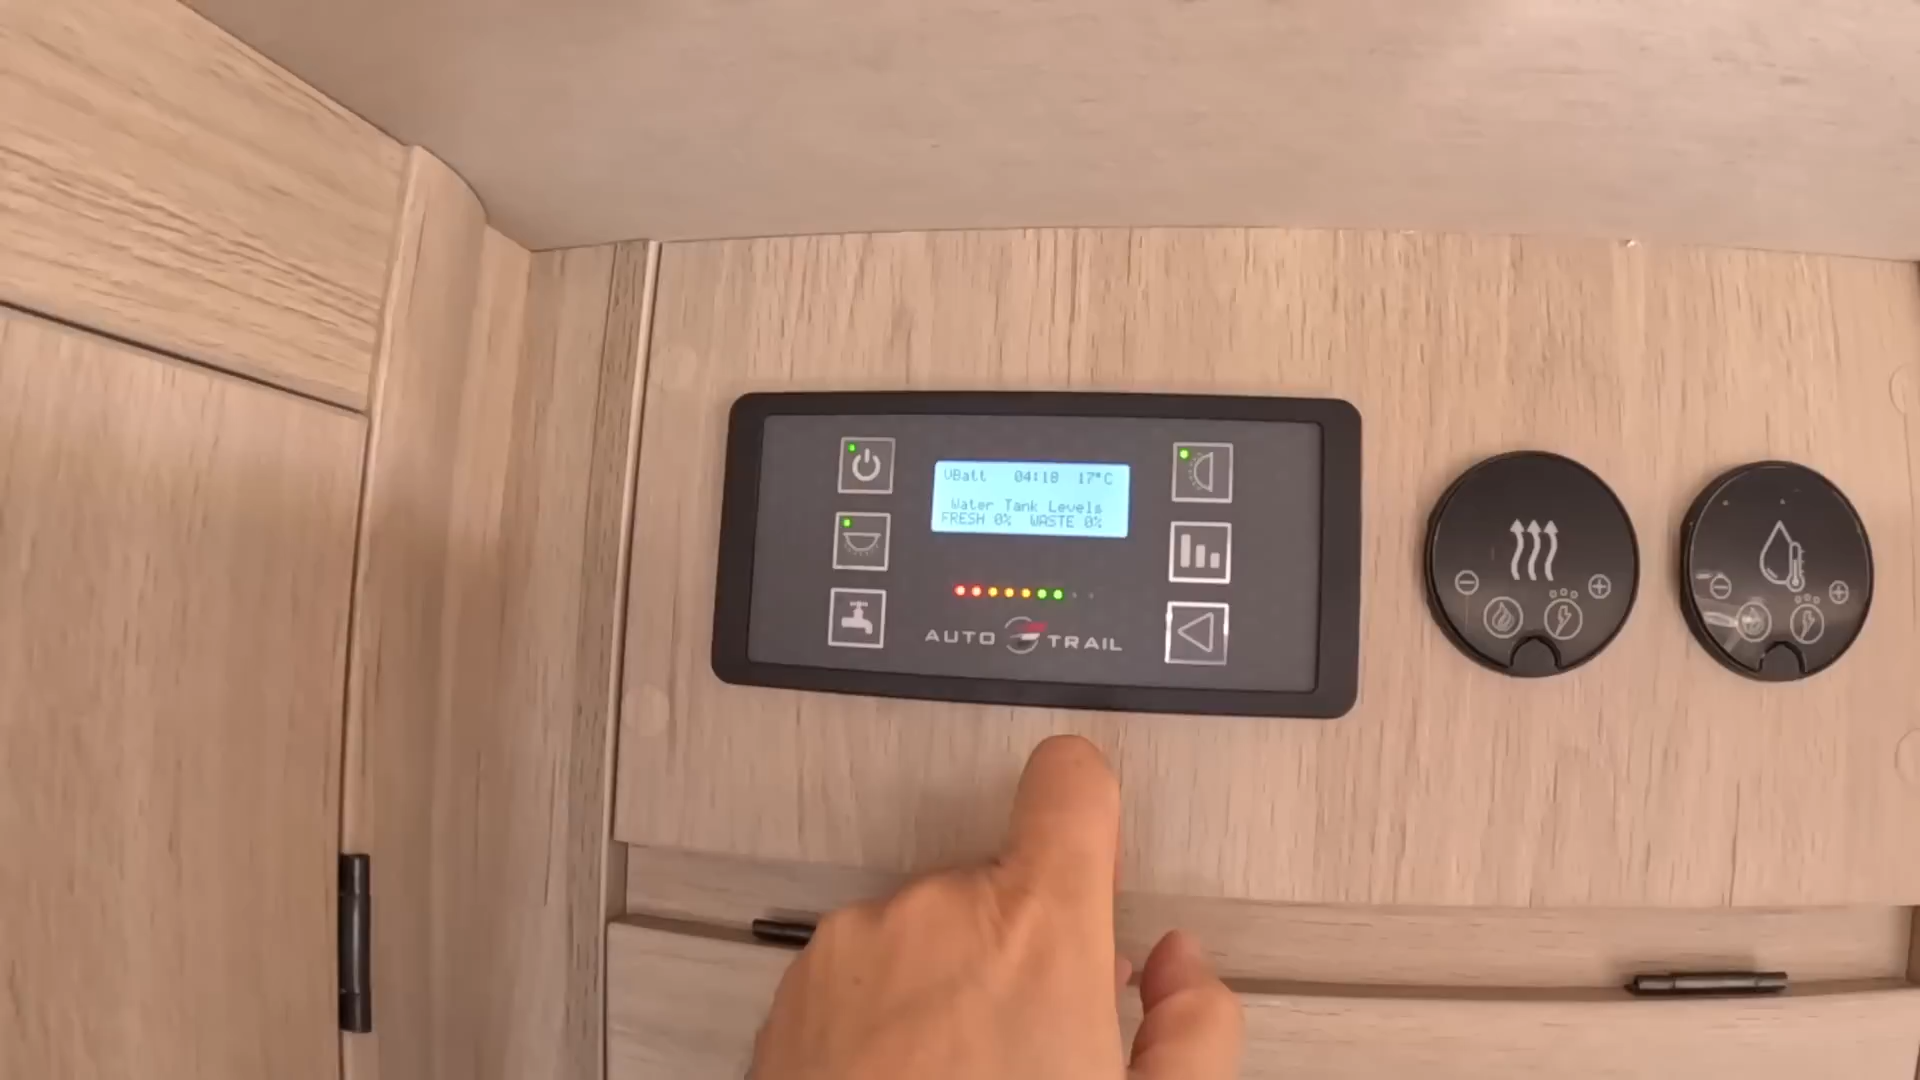 VBatt 04:18 17°C
Water Tank Levels
FRESH 0% WASTE 0%
AUTO TRAIL